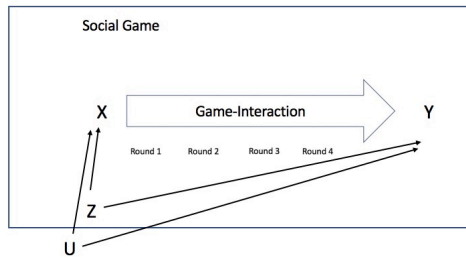 Social Game
X
Game-Interaction
Y
Round 1
Round 2
Round 3
Round 4
Z
U